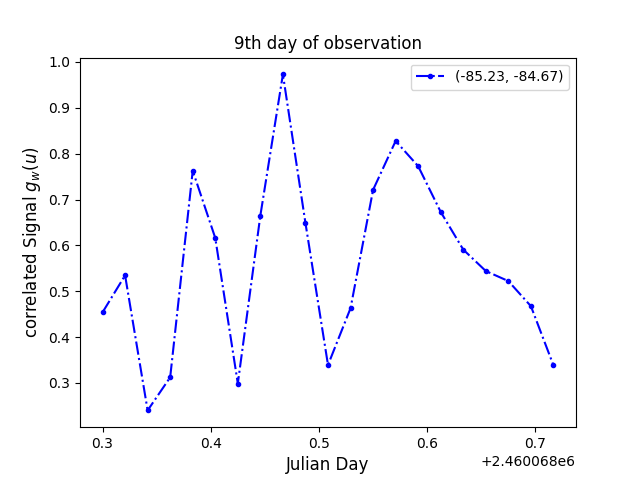 9th day of observation
(-85.23, -84.67)
correlated Signal g_w(u)
1.0
0.9
0.8
0.7
0.6
0.5
0.4
0.3
0.3 0.4 0.5 0.6 0.7
+2.460068e6
Julian Day